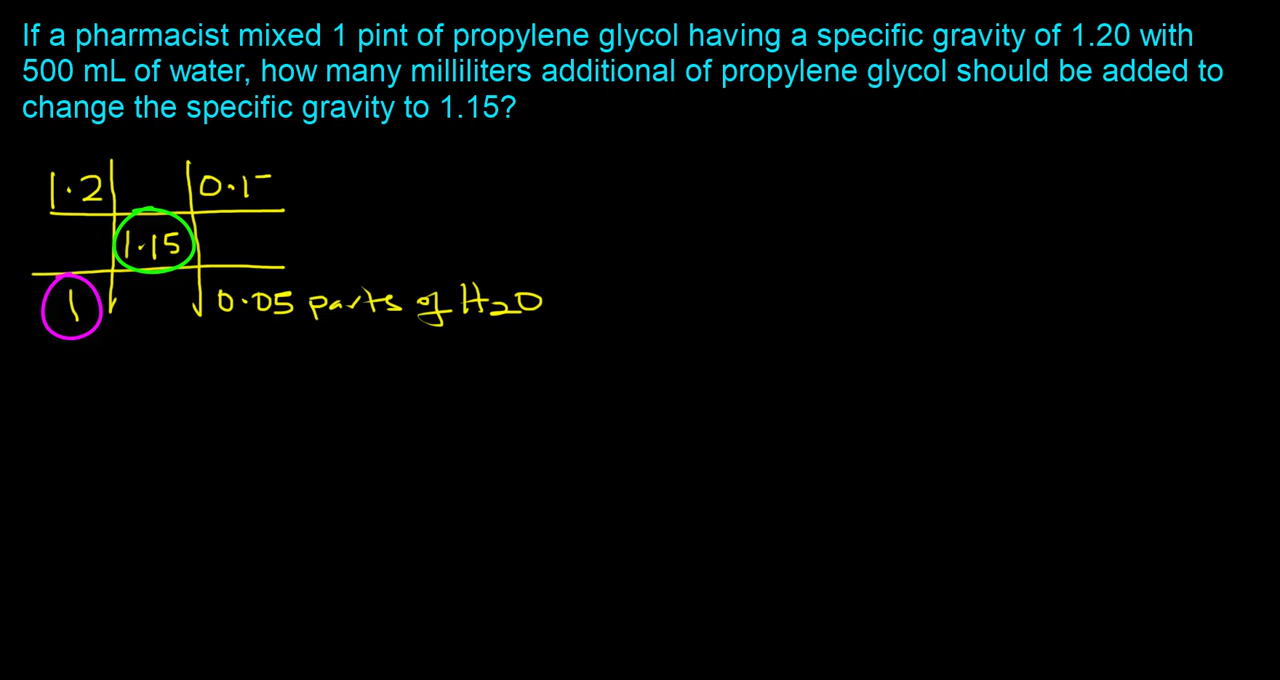 If a pharmacist mixed 1 pint of propylene glycol having a specific gravity of 1.20 with
500 mL of water, how many milliliters additional of propylene glycol should be added to
change the specific gravity to 1.15?
1.2 0.15
1.15
1 0.05 parts of H2O